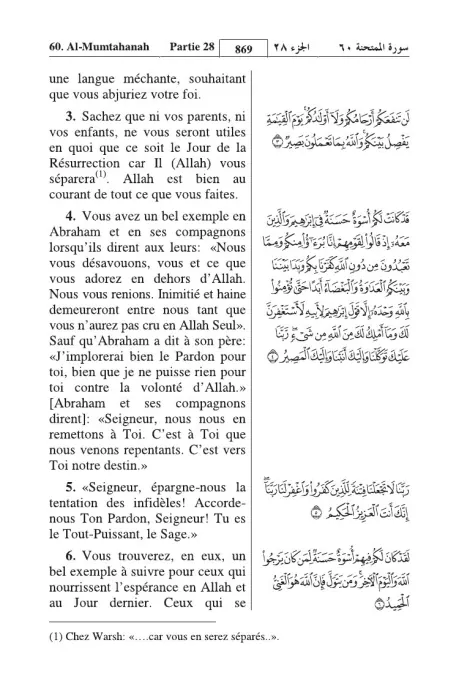 60. Al-Mumtahanah Partie 28 869 الجزء ٢٨ سورة الممتحنة ٦٠
une langue méchante, souhaitant
que vous abjuriez votre foi.
3. Sachez que ni vos parents, ni
vos enfants, ne vous seront utiles
en quoi que ce soit le Jour de la
Résurrection car Il (Allah) vous
séparera(1). Allah est bien au
courant de tout ce que vous faites.
4. Vous avez un bel exemple en
Abraham et en ses compagnons
lorsqu’ils dirent aux leurs: «Nous
vous désavouons, vous et ce que
vous adorez en dehors d’Allah.
Nous vous renions. Inimitié et haine
demeureront entre nous tant que
vous n’aurez pas cru en Allah Seul».
Sauf qu’Abraham a dit à son père:
«J’implorerai bien le Pardon pour
toi, bien que je ne puisse rien pour
toi contre la volonté d’Allah.»
[Abraham et ses compagnons
dirent]: «Seigneur, nous nous en
remettons à Toi. C’est à Toi que
nous venons repentants. C’est vers
Toi notre destin.»
5. «Seigneur, épargne-nous la
tentation des infidèles! Accorde-
nous Ton Pardon, Seigneur! Tu es
le Tout-Puissant, le Sage.»
6. Vous trouverez, en eux, un
bel exemple à suivre pour ceux qui
nourrissent l’espérance en Allah et
au Jour dernier. Ceux qui se
لَن تَنفَعَكُمْ أَرْحَامُكُمْ وَلَآ أَوْلَٰدُكُمْ ۚ يَوْمَ ٱلْقِيَٰمَةِ
يَفْصِلُ بَيْنَكُمْ ۚ وَٱللَّهُ بِمَا تَعْمَلُونَ بَصِيرٌ ٣
قَدْ كَانَتْ لَكُمْ أُسْوَةٌ حَسَنَةٌ فِىٓ إِبْرَٰهِيمَ وَٱلَّذِينَ
مَعَهُۥٓ إِذْ قَالُوا۟ لِقَوْمِهِمْ إِنَّا بُرَءَٰٓؤُا۟ مِنكُمْ وَمِمَّا
تَعْبُدُونَ مِن دُونِ ٱللَّهِ كَفَرْنَا بِكُمْ وَبَدَا بَيْنَنَا
وَبَيْنَكُمُ ٱلْعَدَٰوَةُ وَٱلْبَغْضَآءُ أَبَدًا حَتَّىٰ تُؤْمِنُوا۟
بِٱللَّهِ وَحْدَهُۥٓ إِلَّا قَوْلَ إِبْرَٰهِيمَ لِأَبِيهِ لَأَسْتَغْفِرَنَّ
لَكَ وَمَآ أَمْلِكُ لَكَ مِنَ ٱللَّهِ مِن شَىْءٍ ۖ رَّبَّنَا
عَلَيْكَ تَوَكَّلْنَا وَإِلَيْكَ أَنَبْنَا وَإِلَيْكَ ٱلْمَصِيرُ ٤
رَبَّنَا لَا تَجْعَلْنَا فِتْنَةً لِّلَّذِينَ كَفَرُوا۟ وَٱغْفِرْ لَنَا رَبَّنَآ ۖ
إِنَّكَ أَنتَ ٱلْعَزِيزُ ٱلْحَكِيمُ ٥
لَقَدْ كَانَ لَكُمْ فِيهِمْ أُسْوَةٌ حَسَنَةٌ لِّمَن كَانَ يَرْجُوا۟
ٱللَّهَ وَٱلْيَوْمَ ٱلْءَاخِرَ ۚ وَمَن يَتَوَلَّ فَإِنَّ ٱللَّهَ هُوَ ٱلْغَنِىُّ
ٱلْحَمِيدُ ٦
(1) Chez Warsh: «….car vous en serez séparés..».